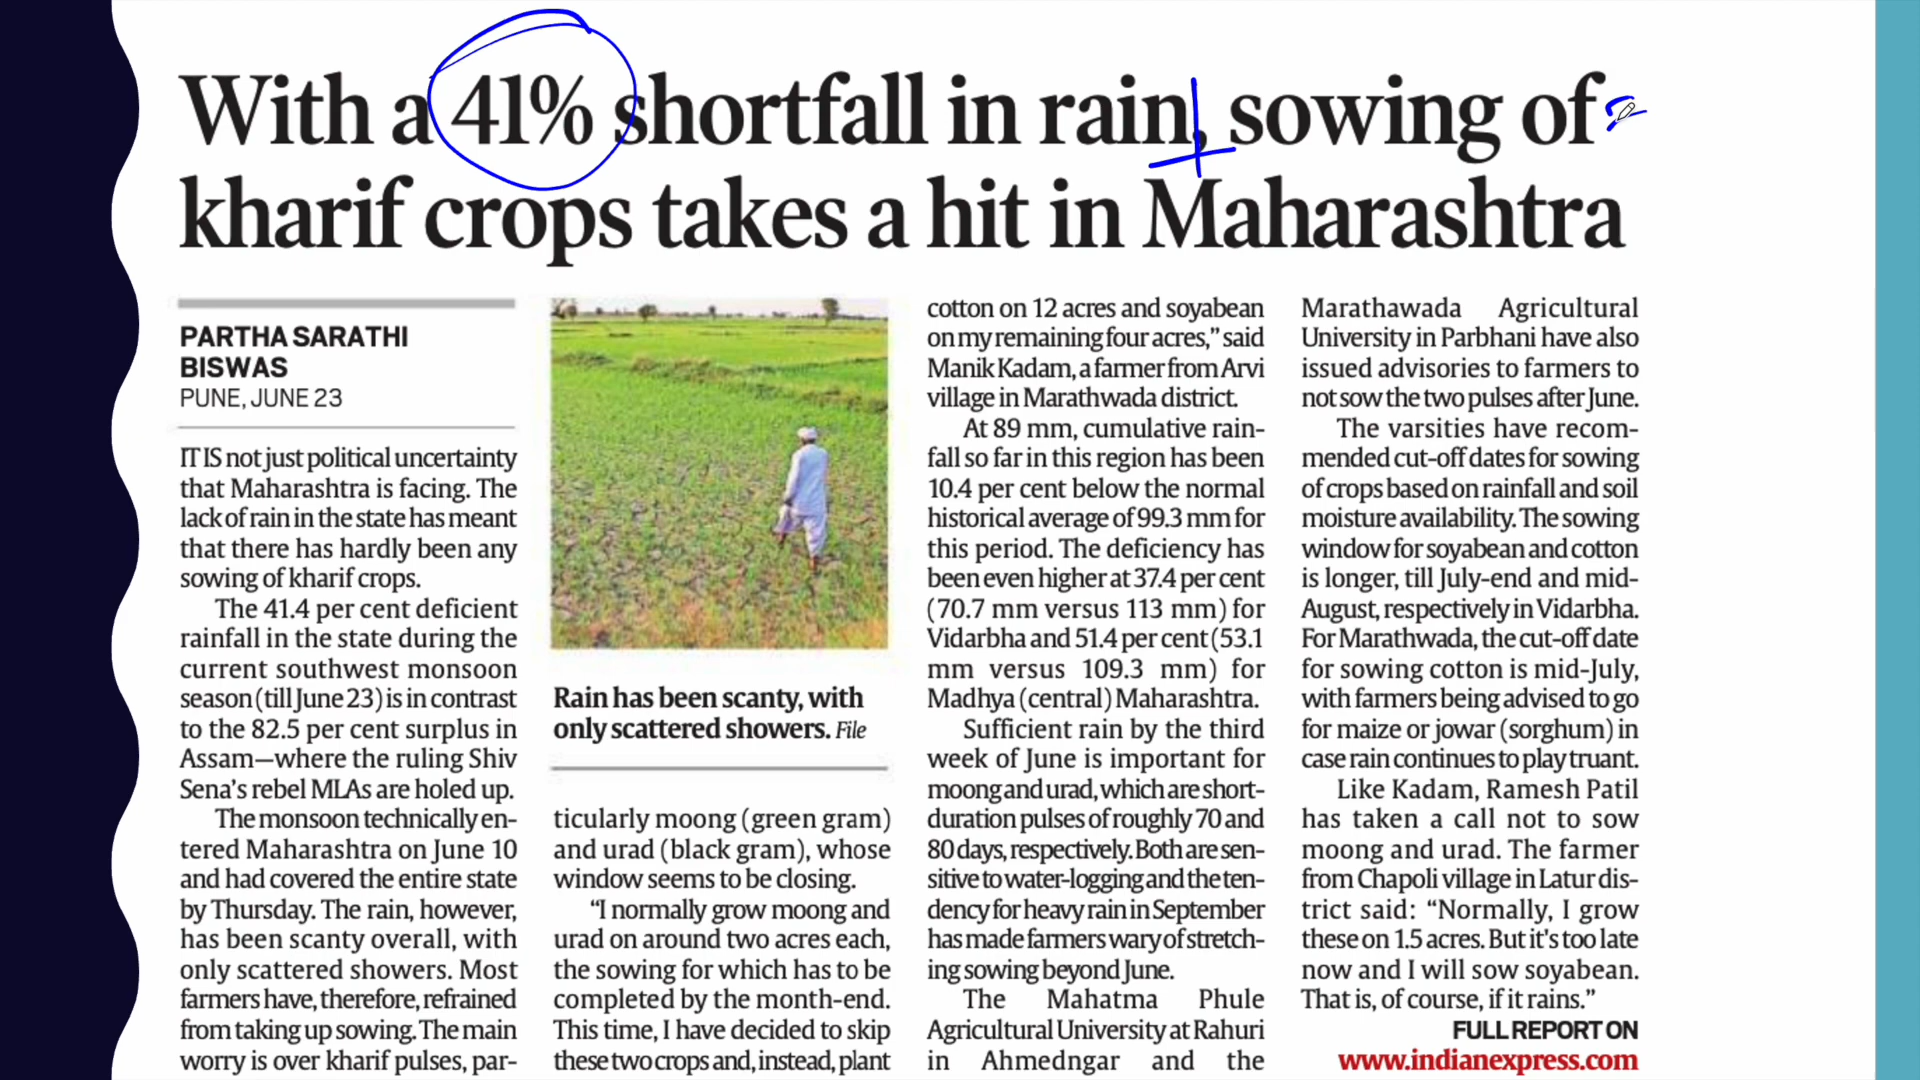 With a 41% shortfall in rain, sowing of
kharif crops takes a hit in Maharashtra
PARTHA SARATHI
BISWAS
PUNE, JUNE 23
IT IS not just political uncertainty
that Maharashtra is facing. The
lack of rain in the state has meant
that there has hardly been any
sowing of kharif crops.
The 41.4 per cent deficient
rainfall in the state during the
current southwest monsoon
season (till June 23) is in contrast
to the 82.5 per cent surplus in
Assam—where the ruling Shiv
Sena's rebel MLAs are holed up.
The monsoon technically en-
tered Maharashtra on June 10
and had covered the entire state
by Thursday. The rain, however,
has been scanty overall, with
only scattered showers. Most
farmers have, therefore, refrained
from taking up sowing. The main
worry is over kharif pulses, par-
Rain has been scanty, with
only scattered showers. File
ticularly moong (green gram)
and urad (black gram), whose
window seems to be closing.
"I normally grow moong and
urad on around two acres each,
the sowing for which has to be
completed by the month-end.
This time, I have decided to skip
these two crops and, instead, plant
cotton on 12 acres and soyabean
on my remaining four acres," said
Manik Kadam, a farmer from Arvi
village in Marathwada district.
At 89 mm, cumulative rain-
fall so far in this region has been
10.4 per cent below the normal
historical average of 99.3 mm for
this period. The deficiency has
been even higher at 37.4 per cent
(70.7 mm versus 113 mm) for
Vidarbha and 51.4 per cent (53.1
mm versus 109.3 mm) for
Madhya (central) Maharashtra.
Sufficient rain by the third
week of June is important for
moong and urad, which are short-
duration pulses of roughly 70 and
80 days, respectively. Both are sen-
sitive to water-logging and the ten-
dency for heavy rain in September
has made farmers wary of stretch-
ing sowing beyond June.
The Mahatma Phule
Agricultural University at Rahuri
in Ahmedngar and the
Marathawada Agricultural
University in Parbhani have also
issued advisories to farmers to
not sow the two pulses after June.
The varsities have recom-
mended cut-off dates for sowing
of crops based on rainfall and soil
moisture availability. The sowing
window for soyabean and cotton
is longer, till July-end and mid-
August, respectively in Vidarbha.
For Marathwada, the cut-off date
for sowing cotton is mid-July,
with farmers being advised to go
for maize or jowar (sorghum) in
case rain continues to play truant.
Like Kadam, Ramesh Patil
has taken a call not to sow
moong and urad. The farmer
from Chapoli village in Latur dis-
trict said: "Normally, I grow
these on 1.5 acres. But it's too late
now and I will sow soyabean.
That is, of course, if it rains."
FULL REPORT ON
www.indianexpress.com